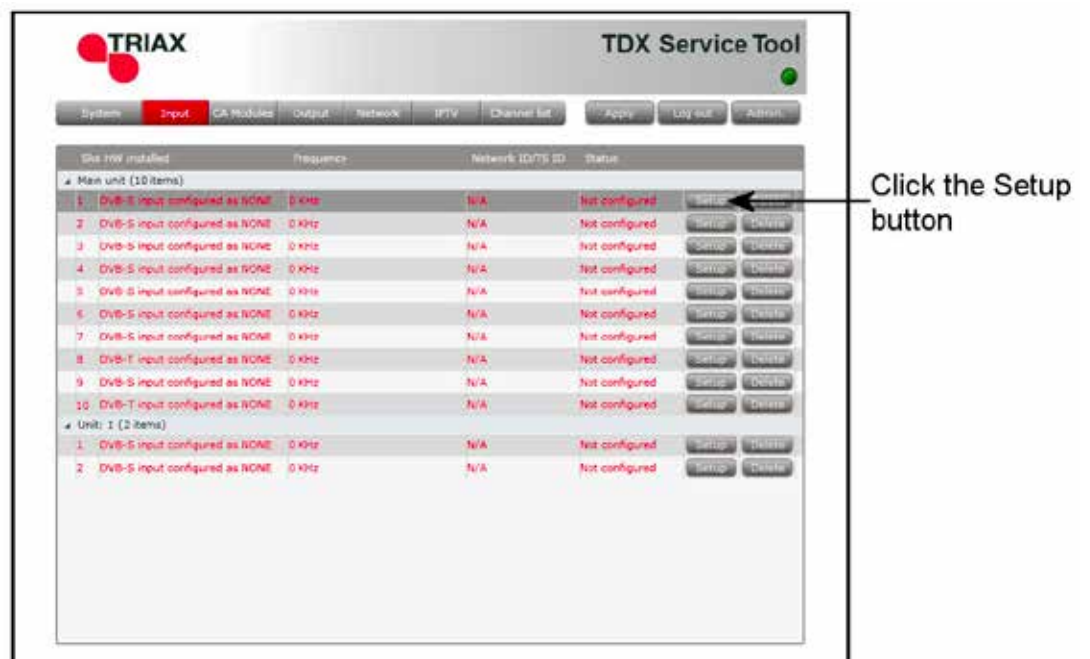 TRIAX
TDX Service Tool
System Input CA Modules Output Network IPTV Channel list Apply Log out Admin.
Slot HW installed Frequency Network ID/TS ID Status
Main unit (10 items)
1 DVB-S input configured as NONE 0 KHz N/A Not configured Setup Delete
2 DVB-S input configured as NONE 0 KHz N/A Not configured Setup Delete
3 DVB-S input configured as NONE 0 KHz N/A Not configured Setup Delete
4 DVB-S input configured as NONE 0 KHz N/A Not configured Setup Delete
5 DVB-S input configured as NONE 0 KHz N/A Not configured Setup Delete
6 DVB-S input configured as NONE 0 KHz N/A Not configured Setup Delete
7 DVB-S input configured as NONE 0 KHz N/A Not configured Setup Delete
8 DVB-T input configured as NONE 0 KHz N/A Not configured Setup Delete
9 DVB-S input configured as NONE 0 KHz N/A Not configured Setup Delete
10 DVB-T input configured as NONE 0 KHz N/A Not configured Setup Delete
Unit: 1 (2 items)
1 DVB-S input configured as NONE 0 KHz N/A Not configured Setup Delete
2 DVB-S input configured as NONE 0 KHz N/A Not configured Setup Delete
Click the Setup
button